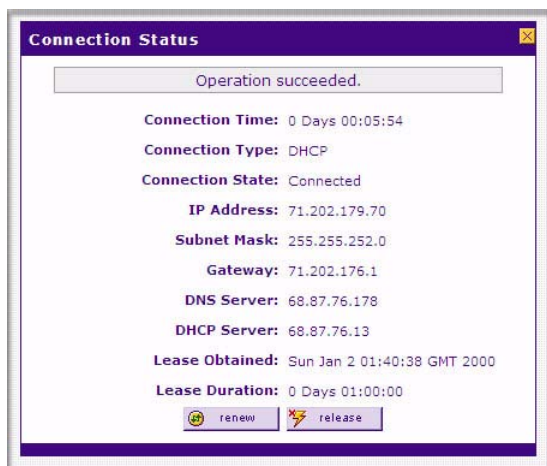 Connection Status
Operation succeeded.
Connection Time: 0 Days 00:05:54
Connection Type: DHCP
Connection State: Connected
IP Address: 71.202.179.70
Subnet Mask: 255.255.252.0
Gateway: 71.202.176.1
DNS Server: 68.87.76.178
DHCP Server: 68.87.76.13
Lease Obtained: Sun Jan 2 01:40:38 GMT 2000
Lease Duration: 0 Days 01:00:00
renew release